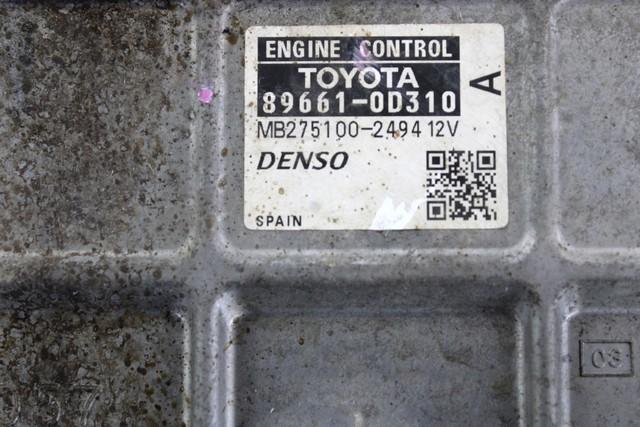 ENGINE CONTROL
TOYOTA
89661-0D310
A
MB275100-2494 12V
DENSO
SPAIN
03